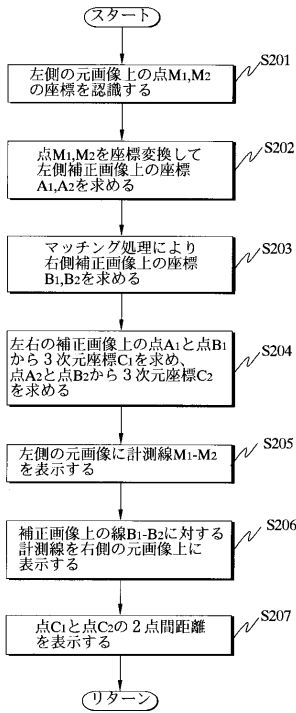 スタート
S201
左側の元画像上の点M1,M2
の座標を認識する
S202
点M1,M2を座標変換して
左側補正画像上の座標
A1,A2を求める
S203
マッチング処理により
右側補正画像上の座標
B1,B2を求める
S204
左右の補正画像上の点A1と点B1
から3次元座標C1を求め、
点A2と点B2から3次元座標C2
を求める
S205
左側の元画像に計測線M1-M2
を表示する
S206
補正画像上の線B1-B2に対する
計測線を右側の元画像上に
表示する
S207
点C1と点C2の2点間距離
を表示する
リターン